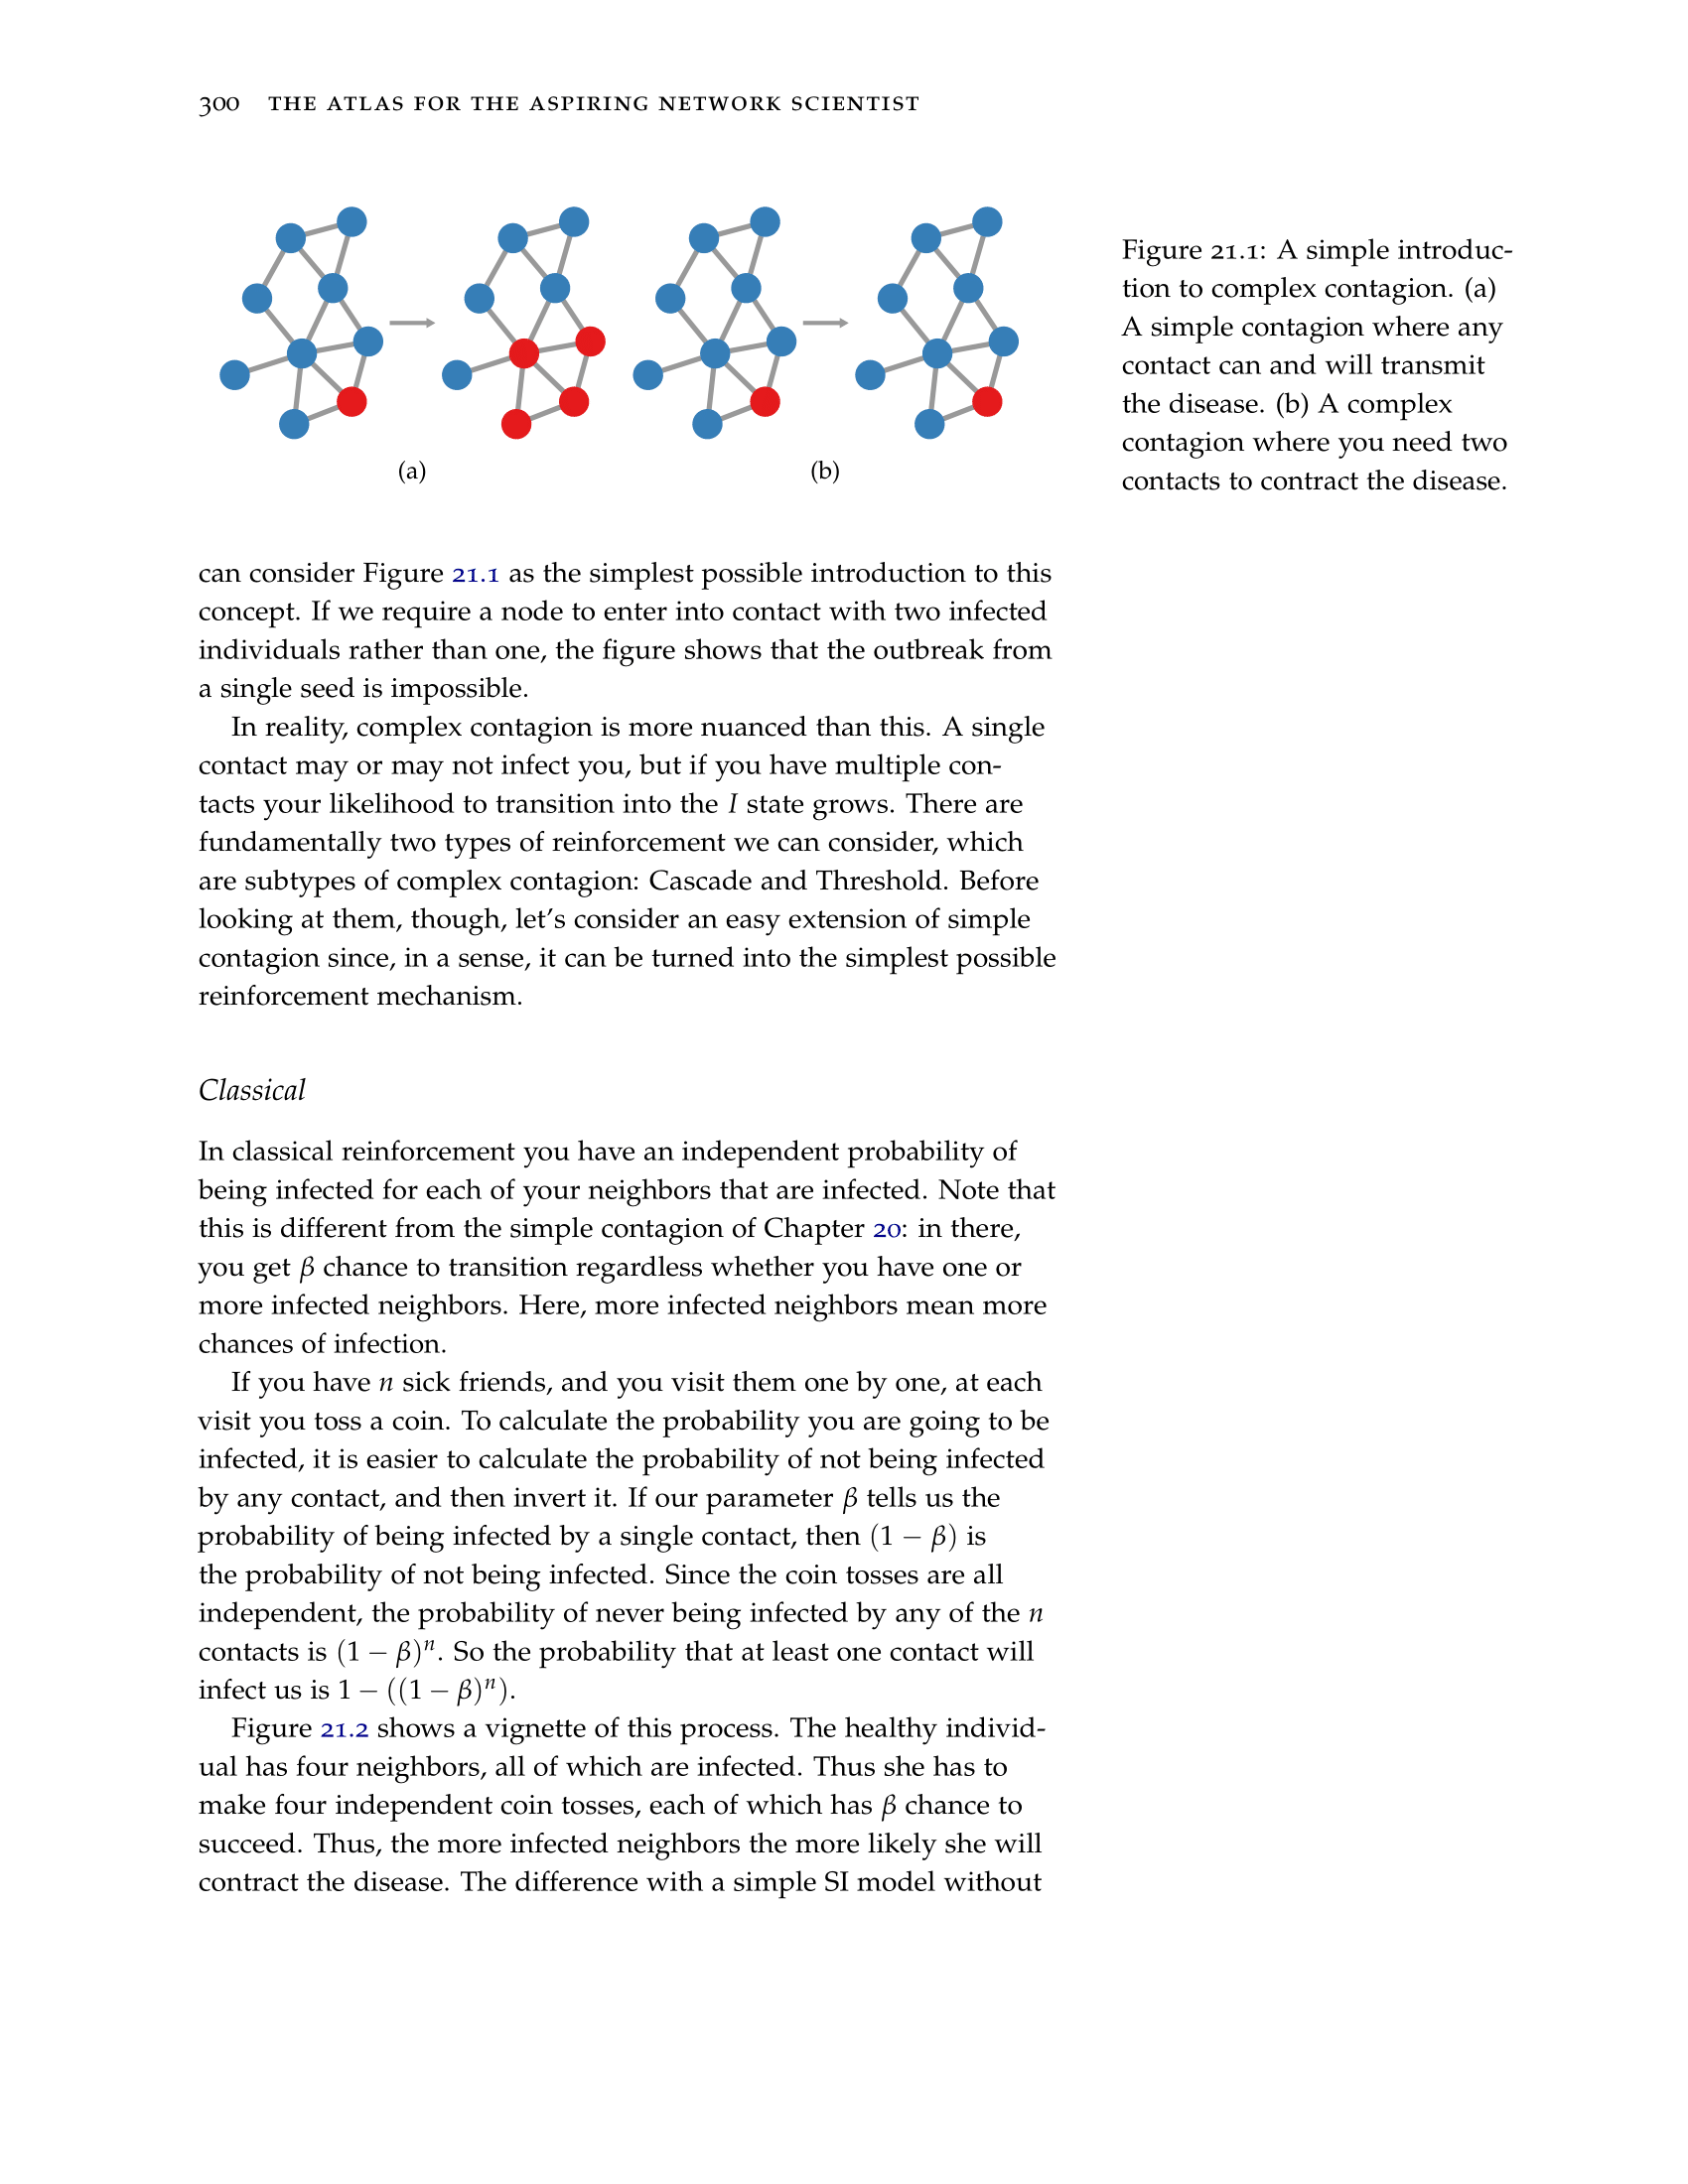 300 THE ATLAS FOR THE ASPIRING NETWORK SCIENTIST
(a)
(b)
Figure 21.1: A simple introduc-
tion to complex contagion. (a)
A simple contagion where any
contact can and will transmit
the disease. (b) A complex
contagion where you need two
contacts to contract the disease.
can consider Figure 21.1 as the simplest possible introduction to this
concept. If we require a node to enter into contact with two infected
individuals rather than one, the figure shows that the outbreak from
a single seed is impossible.
In reality, complex contagion is more nuanced than this. A single
contact may or may not infect you, but if you have multiple con-
tacts your likelihood to transition into the I state grows. There are
fundamentally two types of reinforcement we can consider, which
are subtypes of complex contagion: Cascade and Threshold. Before
looking at them, though, let's consider an easy extension of simple
contagion since, in a sense, it can be turned into the simplest possible
reinforcement mechanism.
Classical
In classical reinforcement you have an independent probability of
being infected for each of your neighbors that are infected. Note that
this is different from the simple contagion of Chapter 20: in there,
you get β chance to transition regardless whether you have one or
more infected neighbors. Here, more infected neighbors mean more
chances of infection.
If you have n sick friends, and you visit them one by one, at each
visit you toss a coin. To calculate the probability you are going to be
infected, it is easier to calculate the probability of not being infected
by any contact, and then invert it. If our parameter β tells us the
probability of being infected by a single contact, then (1 − β) is
the probability of not being infected. Since the coin tosses are all
independent, the probability of never being infected by any of the n
contacts is (1 − β)ⁿ. So the probability that at least one contact will
infect us is 1 − ((1 − β)ⁿ).
Figure 21.2 shows a vignette of this process. The healthy individ-
ual has four neighbors, all of which are infected. Thus she has to
make four independent coin tosses, each of which has β chance to
succeed. Thus, the more infected neighbors the more likely she will
contract the disease. The difference with a simple SI model without